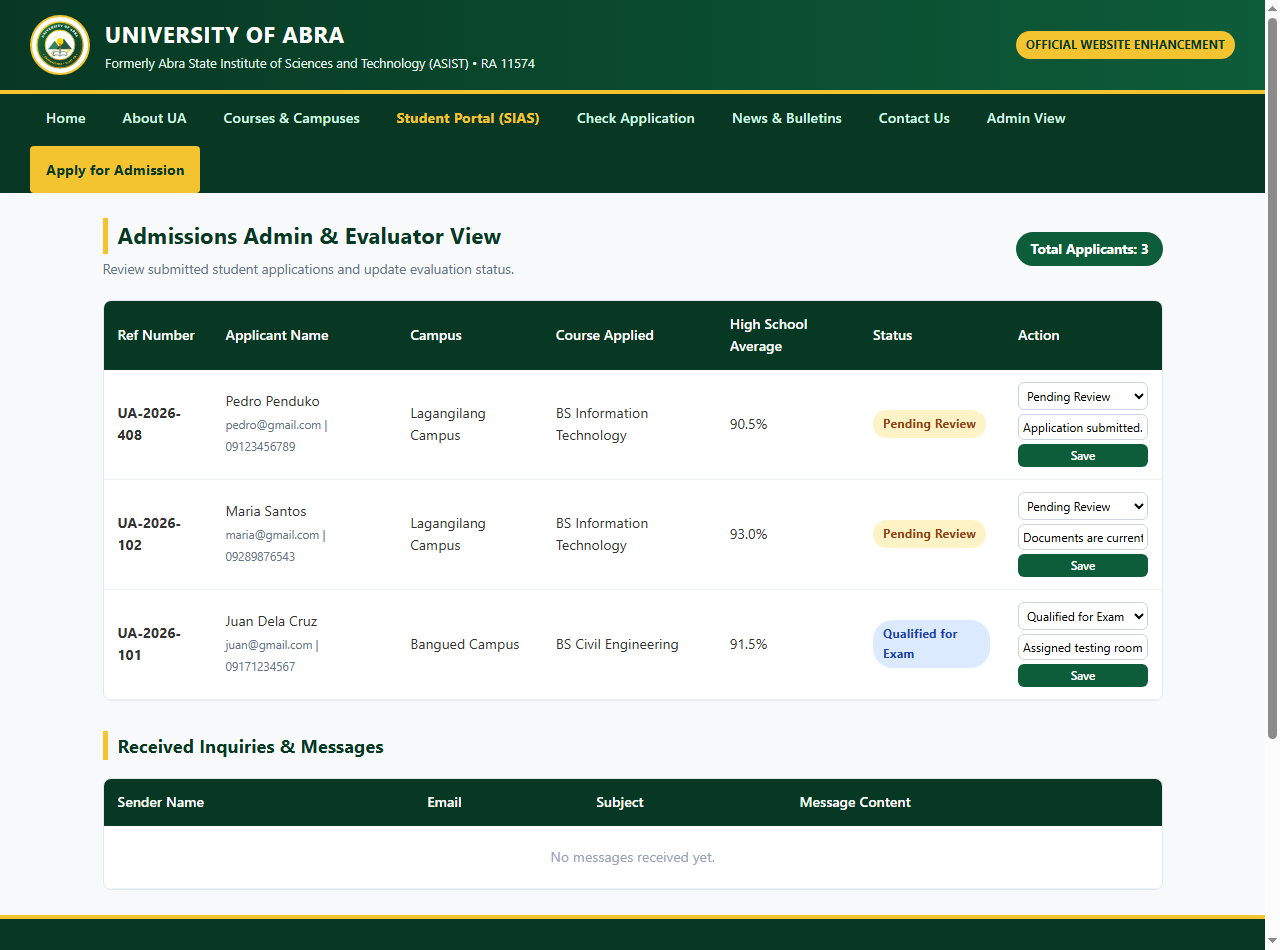 UNIVERSITY OF ABRA
Formerly Abra State Institute of Sciences and Technology (ASIST) • RA 11574
OFFICIAL WEBSITE ENHANCEMENT
Home
About UA
Courses & Campuses
Student Portal (SIAS)
Check Application
News & Bulletins
Contact Us
Admin View
Apply for Admission
Admissions Admin & Evaluator View
Review submitted student applications and update evaluation status.
Total Applicants: 3
Ref Number
Applicant Name
Campus
Course Applied
High School
Average
Status
Action
UA-2026-
408
Pedro Penduko
pedro@gmail.com |
09123456789
Lagangilang
Campus
BS Information
Technology
90.5%
Pending Review
Pending Review
Application submitted.
Save
UA-2026-
102
Maria Santos
maria@gmail.com |
09289876543
Lagangilang
Campus
BS Information
Technology
93.0%
Pending Review
Pending Review
Documents are current
Save
UA-2026-
101
Juan Dela Cruz
juan@gmail.com |
09171234567
Bangued Campus
BS Civil Engineering
91.5%
Qualified for
Exam
Qualified for Exam
Assigned testing room
Save
Received Inquiries & Messages
Sender Name
Email
Subject
Message Content
No messages received yet.